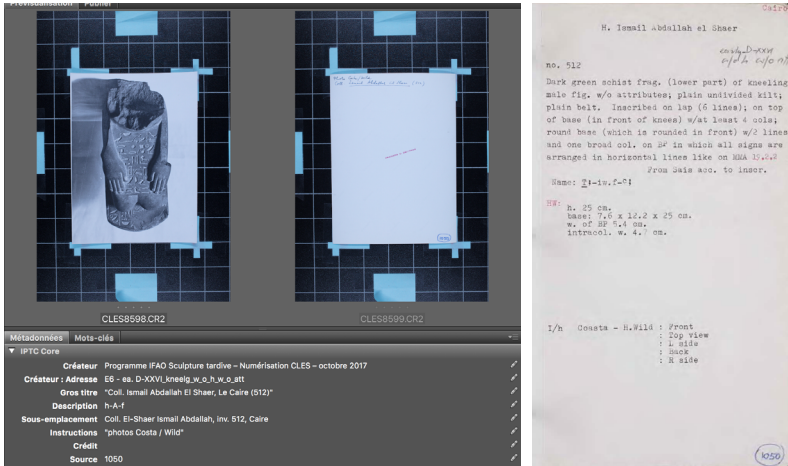 Prévisualisation Publier
1050
CLES8598.CR2
CLES8599.CR2
Métadonnées Mots-clés
IPTC Core
Créateur Programme IFAO Sculpture tardive – Numérisation CLES – octobre 2017
Créateur : Adresse E6 - ea. D-XXVI_kneelg_w_o_h_w_o_att
Gros titre "Coll. Ismail Abdallah El Shaer, Le Caire (512)"
Description h-A-f
Sous-emplacement Coll. El-Shaer Ismail Abdallah, inv. 512, Caire
Instructions "photos Costa / Wild"
Crédit
Source 1050
Cairo
H. Ismail Abdallah el Shaer
D-XXVI
no. 512
Dark green schist frag. (lower part) of kneeling
male fig. w/o attributes; plain undivided kilt;
plain belt. Inscribed on lap (6 lines); on top
of base (in front of knees) w/at least 4 cols;
round base (which is rounded in front) w/2 lines
and one broad col. on BP in which all signs are
arranged in horizontal lines like on MMA
From Sais acc. to inscr.
Name:
HW:
h. 25 cm.
base: 7.6 x 12.2 x 25 cm.
w. of BP 5.4 cm.
intracol. w. 4.7 cm.
I/h Coasta - H.Wild : Front
: Top view
: L side
: Back
: R side
1050